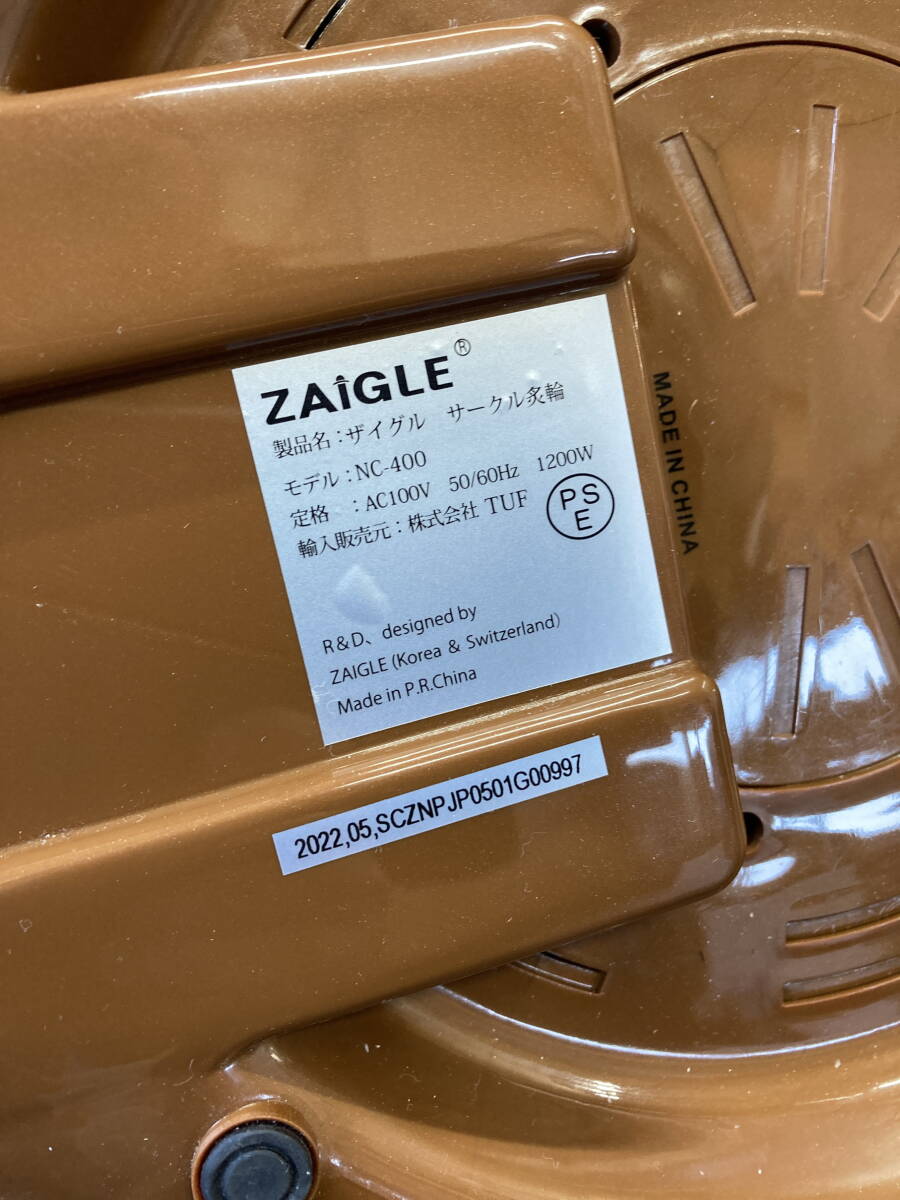 ZAiGLE®
製品名：ザイグル サークル炙輪
モデル：NC-400
定格 ：AC100V 50/60Hz 1200W
輸入販売元：株式会社 TUF
PS
E
R&D、designed by
ZAIGLE(Korea & Switzerland)
Made in P.R.China
MADE IN CHINA
2022,05,SCZNPJP0501G00997